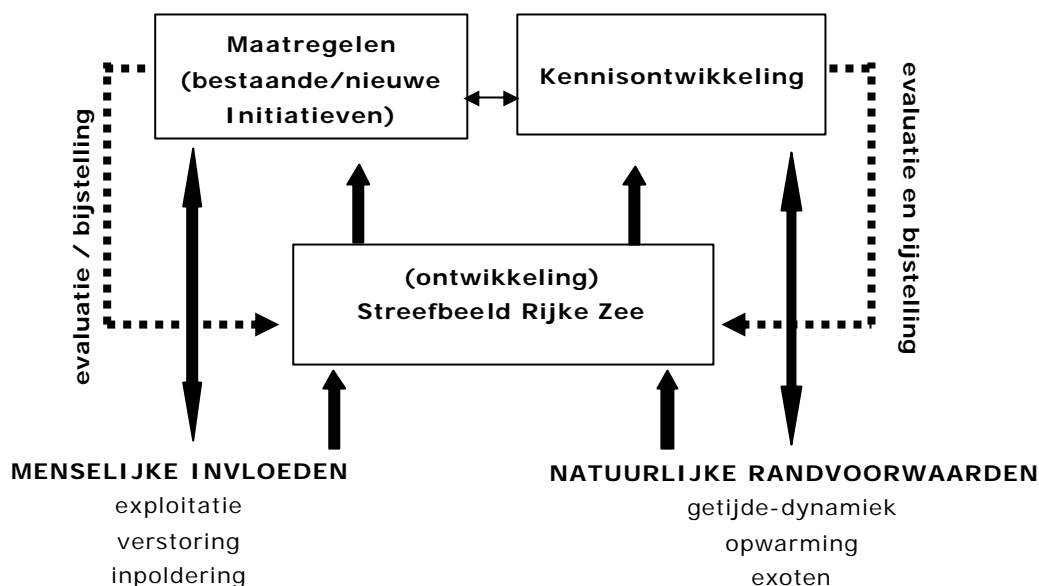 Maatregelen
(bestaande/nieuwe
Initiatieven)
Kennisontwikkeling
evaluatie / bijstelling
evaluatie en bijstelling
(ontwikkeling)
Streefbeeld Rijke Zee
MENSELIJKE INVLOEDEN
exploitatie
verstoring
inpoldering
NATUURLIJKE RANDVOORWAARDEN
getijde-dynamiek
opwarming
exoten